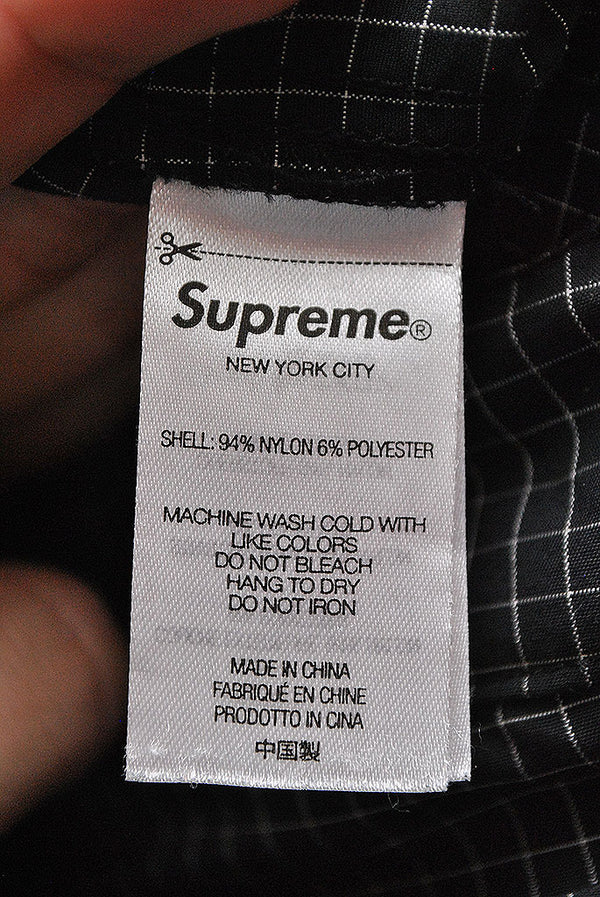 Supreme®
NEW YORK CITY
SHELL: 94% NYLON 6% POLYESTER
MACHINE WASH COLD WITH
LIKE COLORS
DO NOT BLEACH
HANG TO DRY
DO NOT IRON
MADE IN CHINA
FABRIQUÉ EN CHINE
PRODOTTO IN CINA
中国製